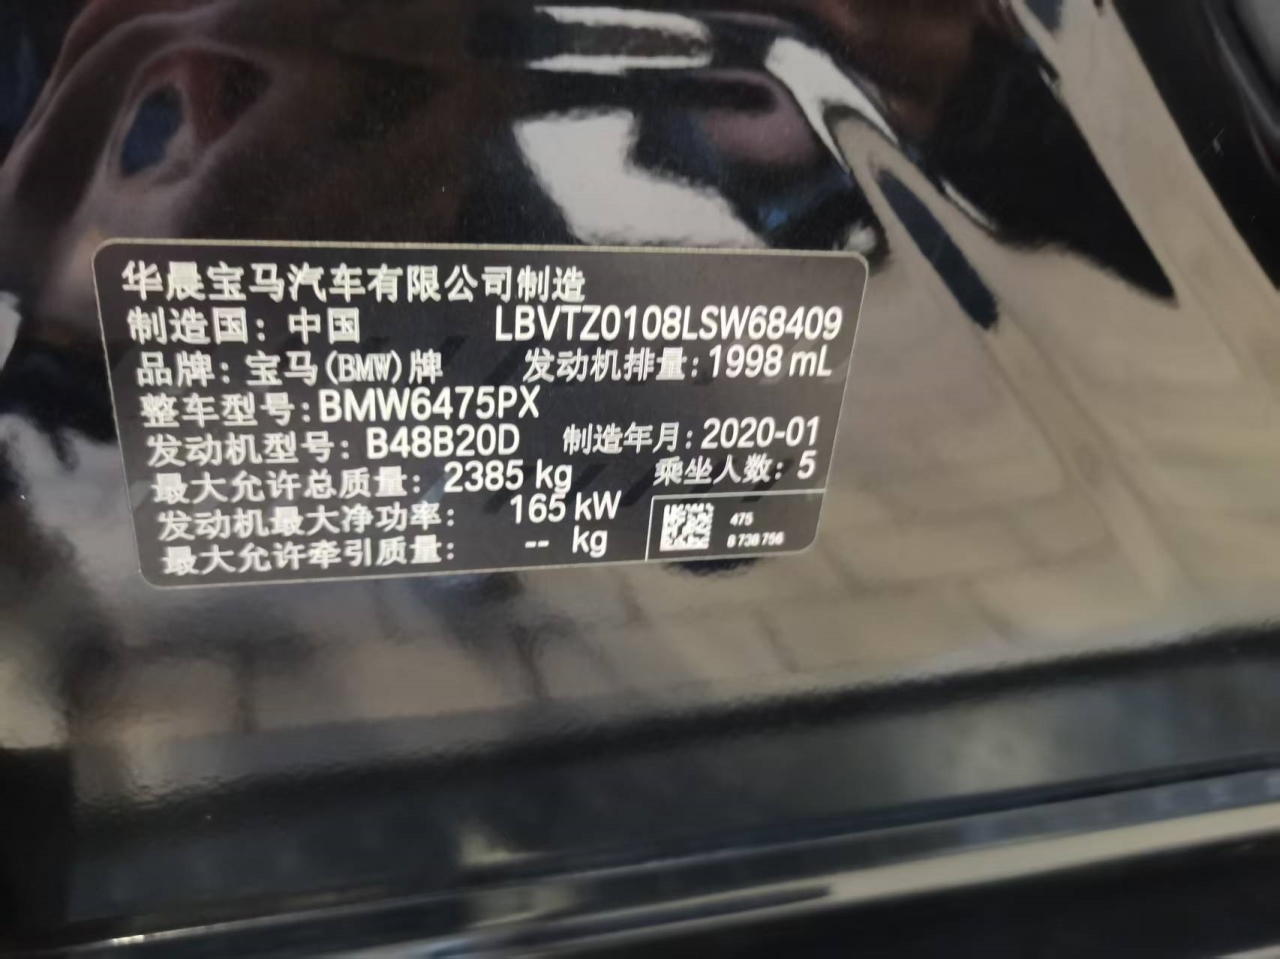 华晨宝马汽车有限公司制造
制造国：中国 LBVTZ0108LSW68409
品牌：宝马(BMW)牌 发动机排量：1998 mL
整车型号：BMW6475PX
发动机型号：B48B20D 制造年月：2020-01
最大允许总质量：2385 kg 乘坐人数：5
发动机最大净功率：165 kW
最大允许牵引质量：-- kg
475
8 738 756